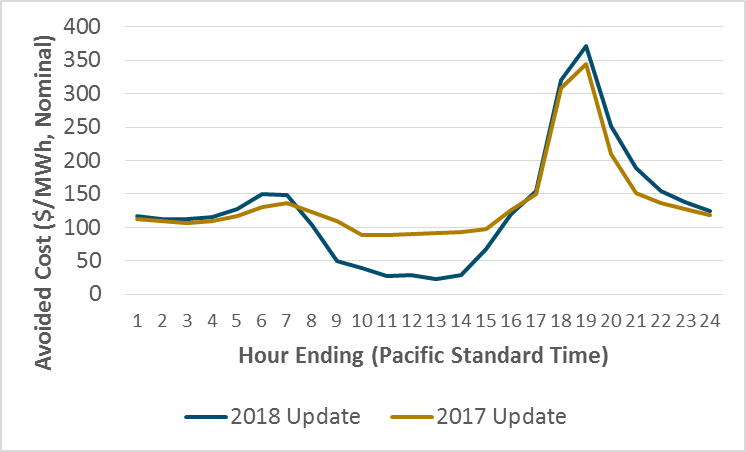 Avoided Cost ($/MWh, Nominal)
400
350
300
250
200
150
100
50
0
1 2 3 4 5 6 7 8 9 10 11 12 13 14 15 16 17 18 19 20 21 22 23 24
Hour Ending (Pacific Standard Time)
2018 Update 2017 Update